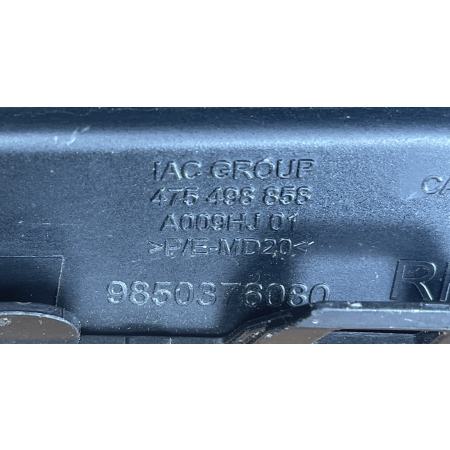 IAC GROUP
475 498 858
A009HJ 01
>P/E-MD20<
9850376080